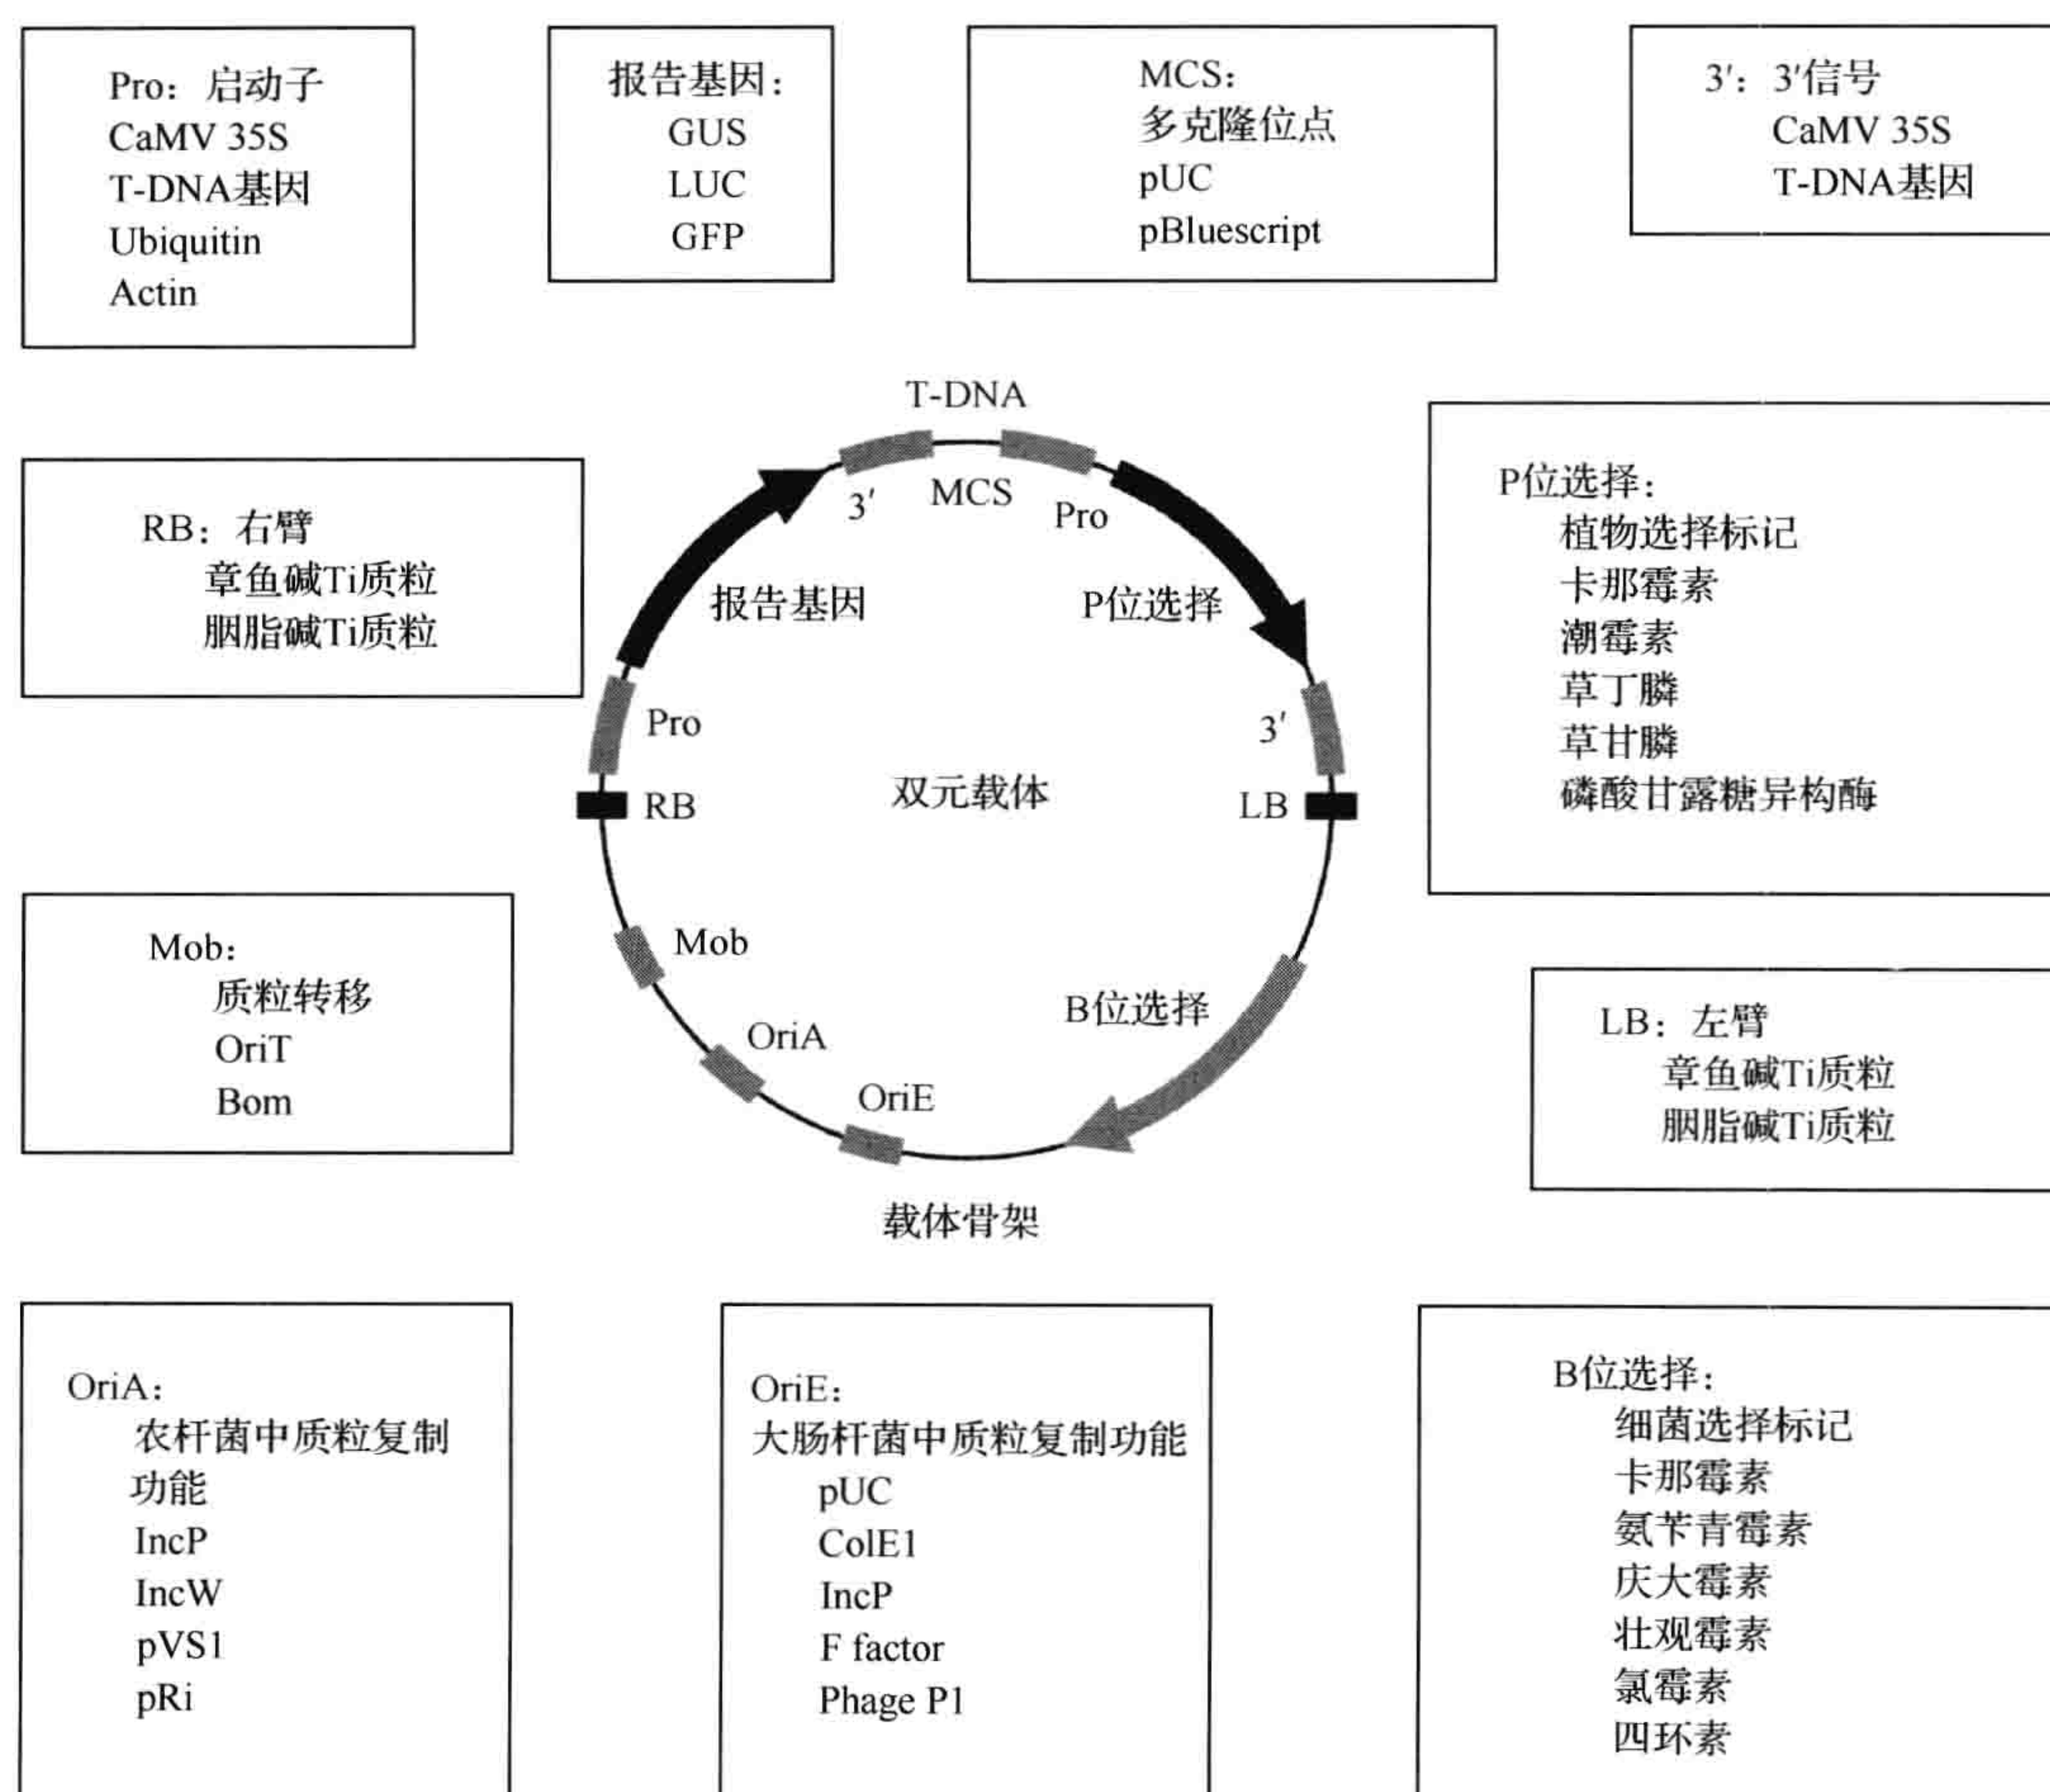 Pro：启动子
CaMV 35S
T-DNA基因
Ubiquitin
Actin
报告基因：
GUS
LUC
GFP
MCS：
多克隆位点
pUC
pBluescript
3′：3′信号
CaMV 35S
T-DNA基因
RB：右臂
章鱼碱Ti质粒
胭脂碱Ti质粒
T-DNA
3′
MCS
Pro
报告基因
P位选择
Pro
3′
RB
双元载体
LB
Mob
B位选择
OriA
OriE
载体骨架
P位选择：
植物选择标记
卡那霉素
潮霉素
草丁膦
草甘膦
磷酸甘露糖异构酶
Mob：
质粒转移
OriT
Bom
LB：左臂
章鱼碱Ti质粒
胭脂碱Ti质粒
OriA：
农杆菌中质粒复制
功能
IncP
IncW
pVS1
pRi
OriE：
大肠杆菌中质粒复制功能
pUC
ColE1
IncP
F factor
Phage P1
B位选择：
细菌选择标记
卡那霉素
氨苄青霉素
庆大霉素
壮观霉素
氯霉素
四环素